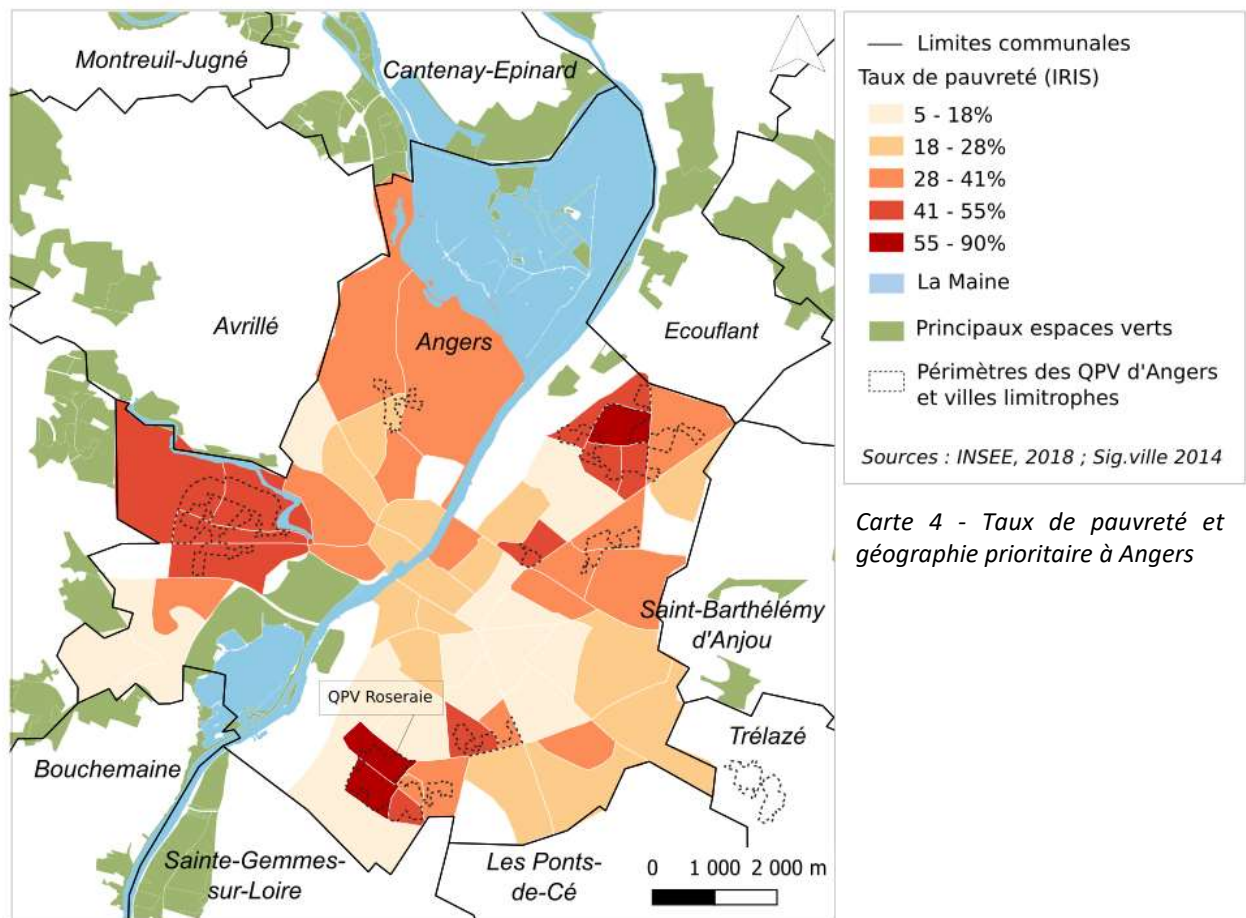 Montreuil-Jugné
Cantenay-Epinard
Avrillé
Angers
Ecouflant
Saint-Barthélémy
d'Anjou
QPV Roseraie
Trélazé
Bouchemaine
Sainte-Gemmes-
sur-Loire
Les Ponts-
de-Cé
0 1 000 2 000 m
Limites communales
Taux de pauvreté (IRIS)
5 - 18%
18 - 28%
28 - 41%
41 - 55%
55 - 90%
La Maine
Principaux espaces verts
Périmètres des QPV d'Angers
et villes limitrophes
Sources : INSEE, 2018 ; Sig.ville 2014
Carte 4 - Taux de pauvreté et
géographie prioritaire à Angers